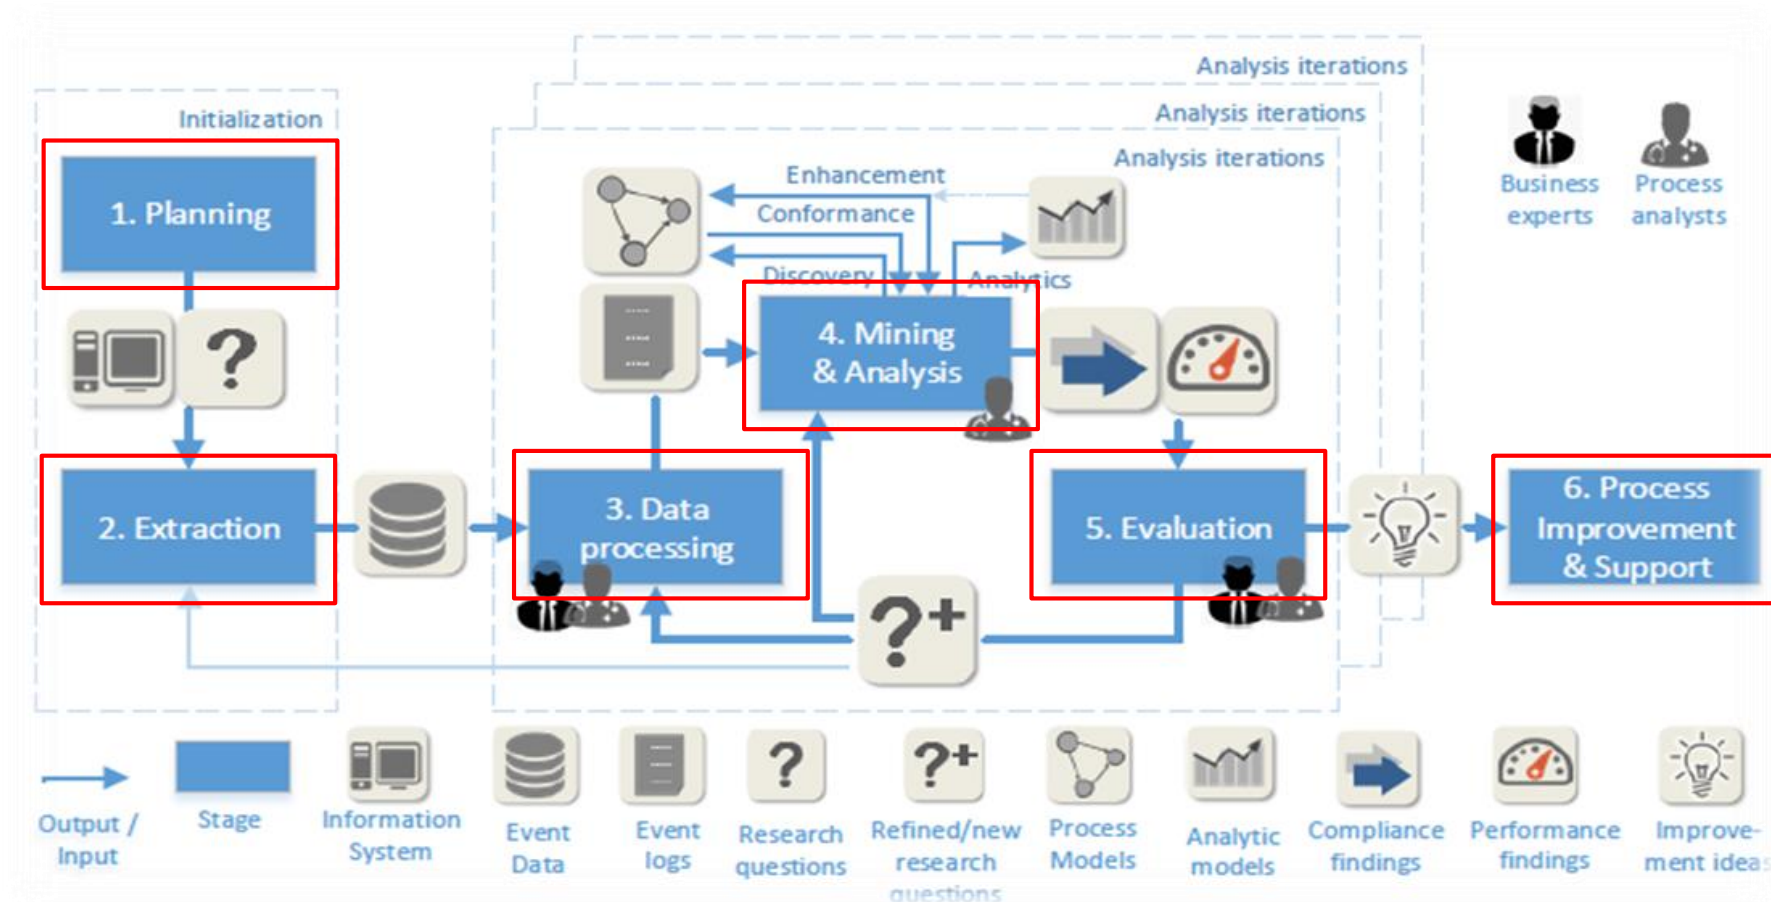 Analysis iterations
Analysis iterations
Analysis iterations
Initialization
Business
experts
Process
analysts
1. Planning
Enhancement
Conformance
Discovery
Analytics
4. Mining
& Analysis
2. Extraction
3. Data
processing
5. Evaluation
6. Process
Improvement
& Support
?
?+
Output /
Input
Stage
Information
System
Event
Data
Event
logs
?
Research
questions
?+
Refined/new
research
questions
Process
Models
Analytic
models
Compliance
findings
Performance
findings
Improve-
ment ideas